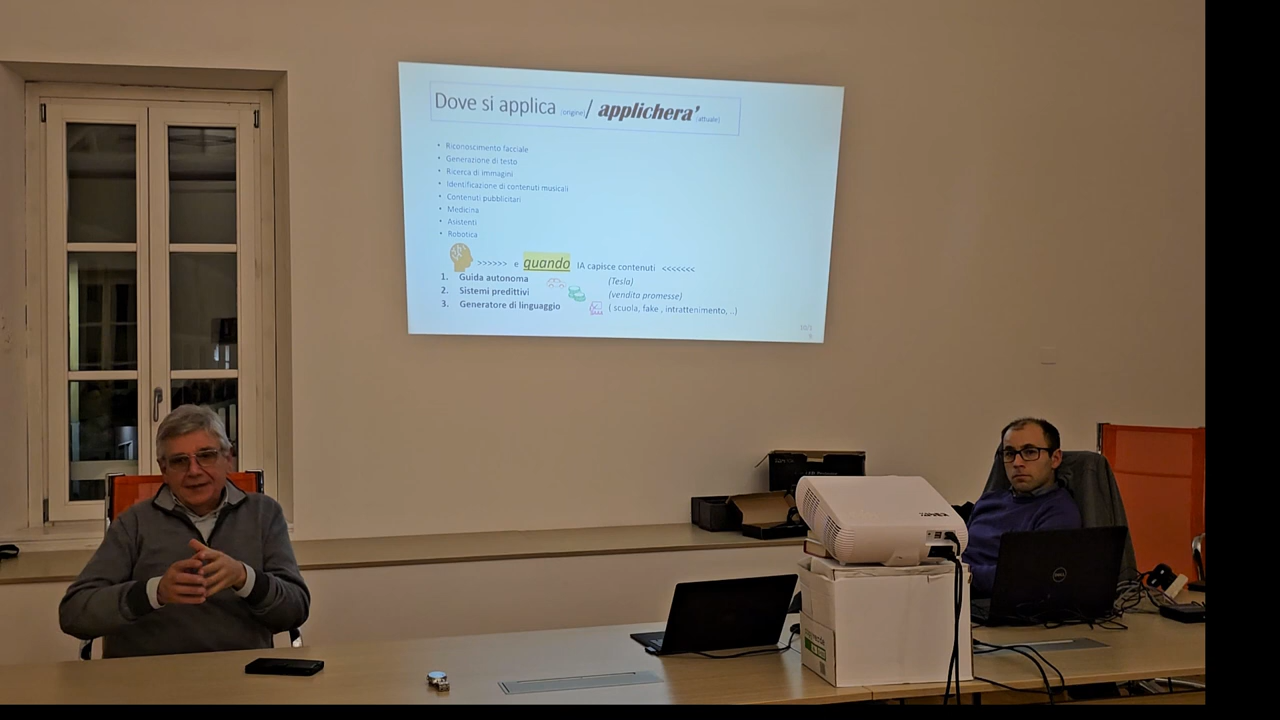 Dove si applica (origine) / applichera' (attuale)
• Riconoscimento facciale
• Generazione di testo
• Ricerca di immagini
• Identificazione di contenuti musicali
• Contenuti pubblicitari
• Medicina
• Asistenti
• Robotica
>>>>>> e quando IA capisce contenuti <<<<<<<
1. Guida autonoma (Tesla)
2. Sistemi predittivi (vendita promesse)
3. Generatore di linguaggio ( scuola, fake , intrattenimento, ..)
DELL